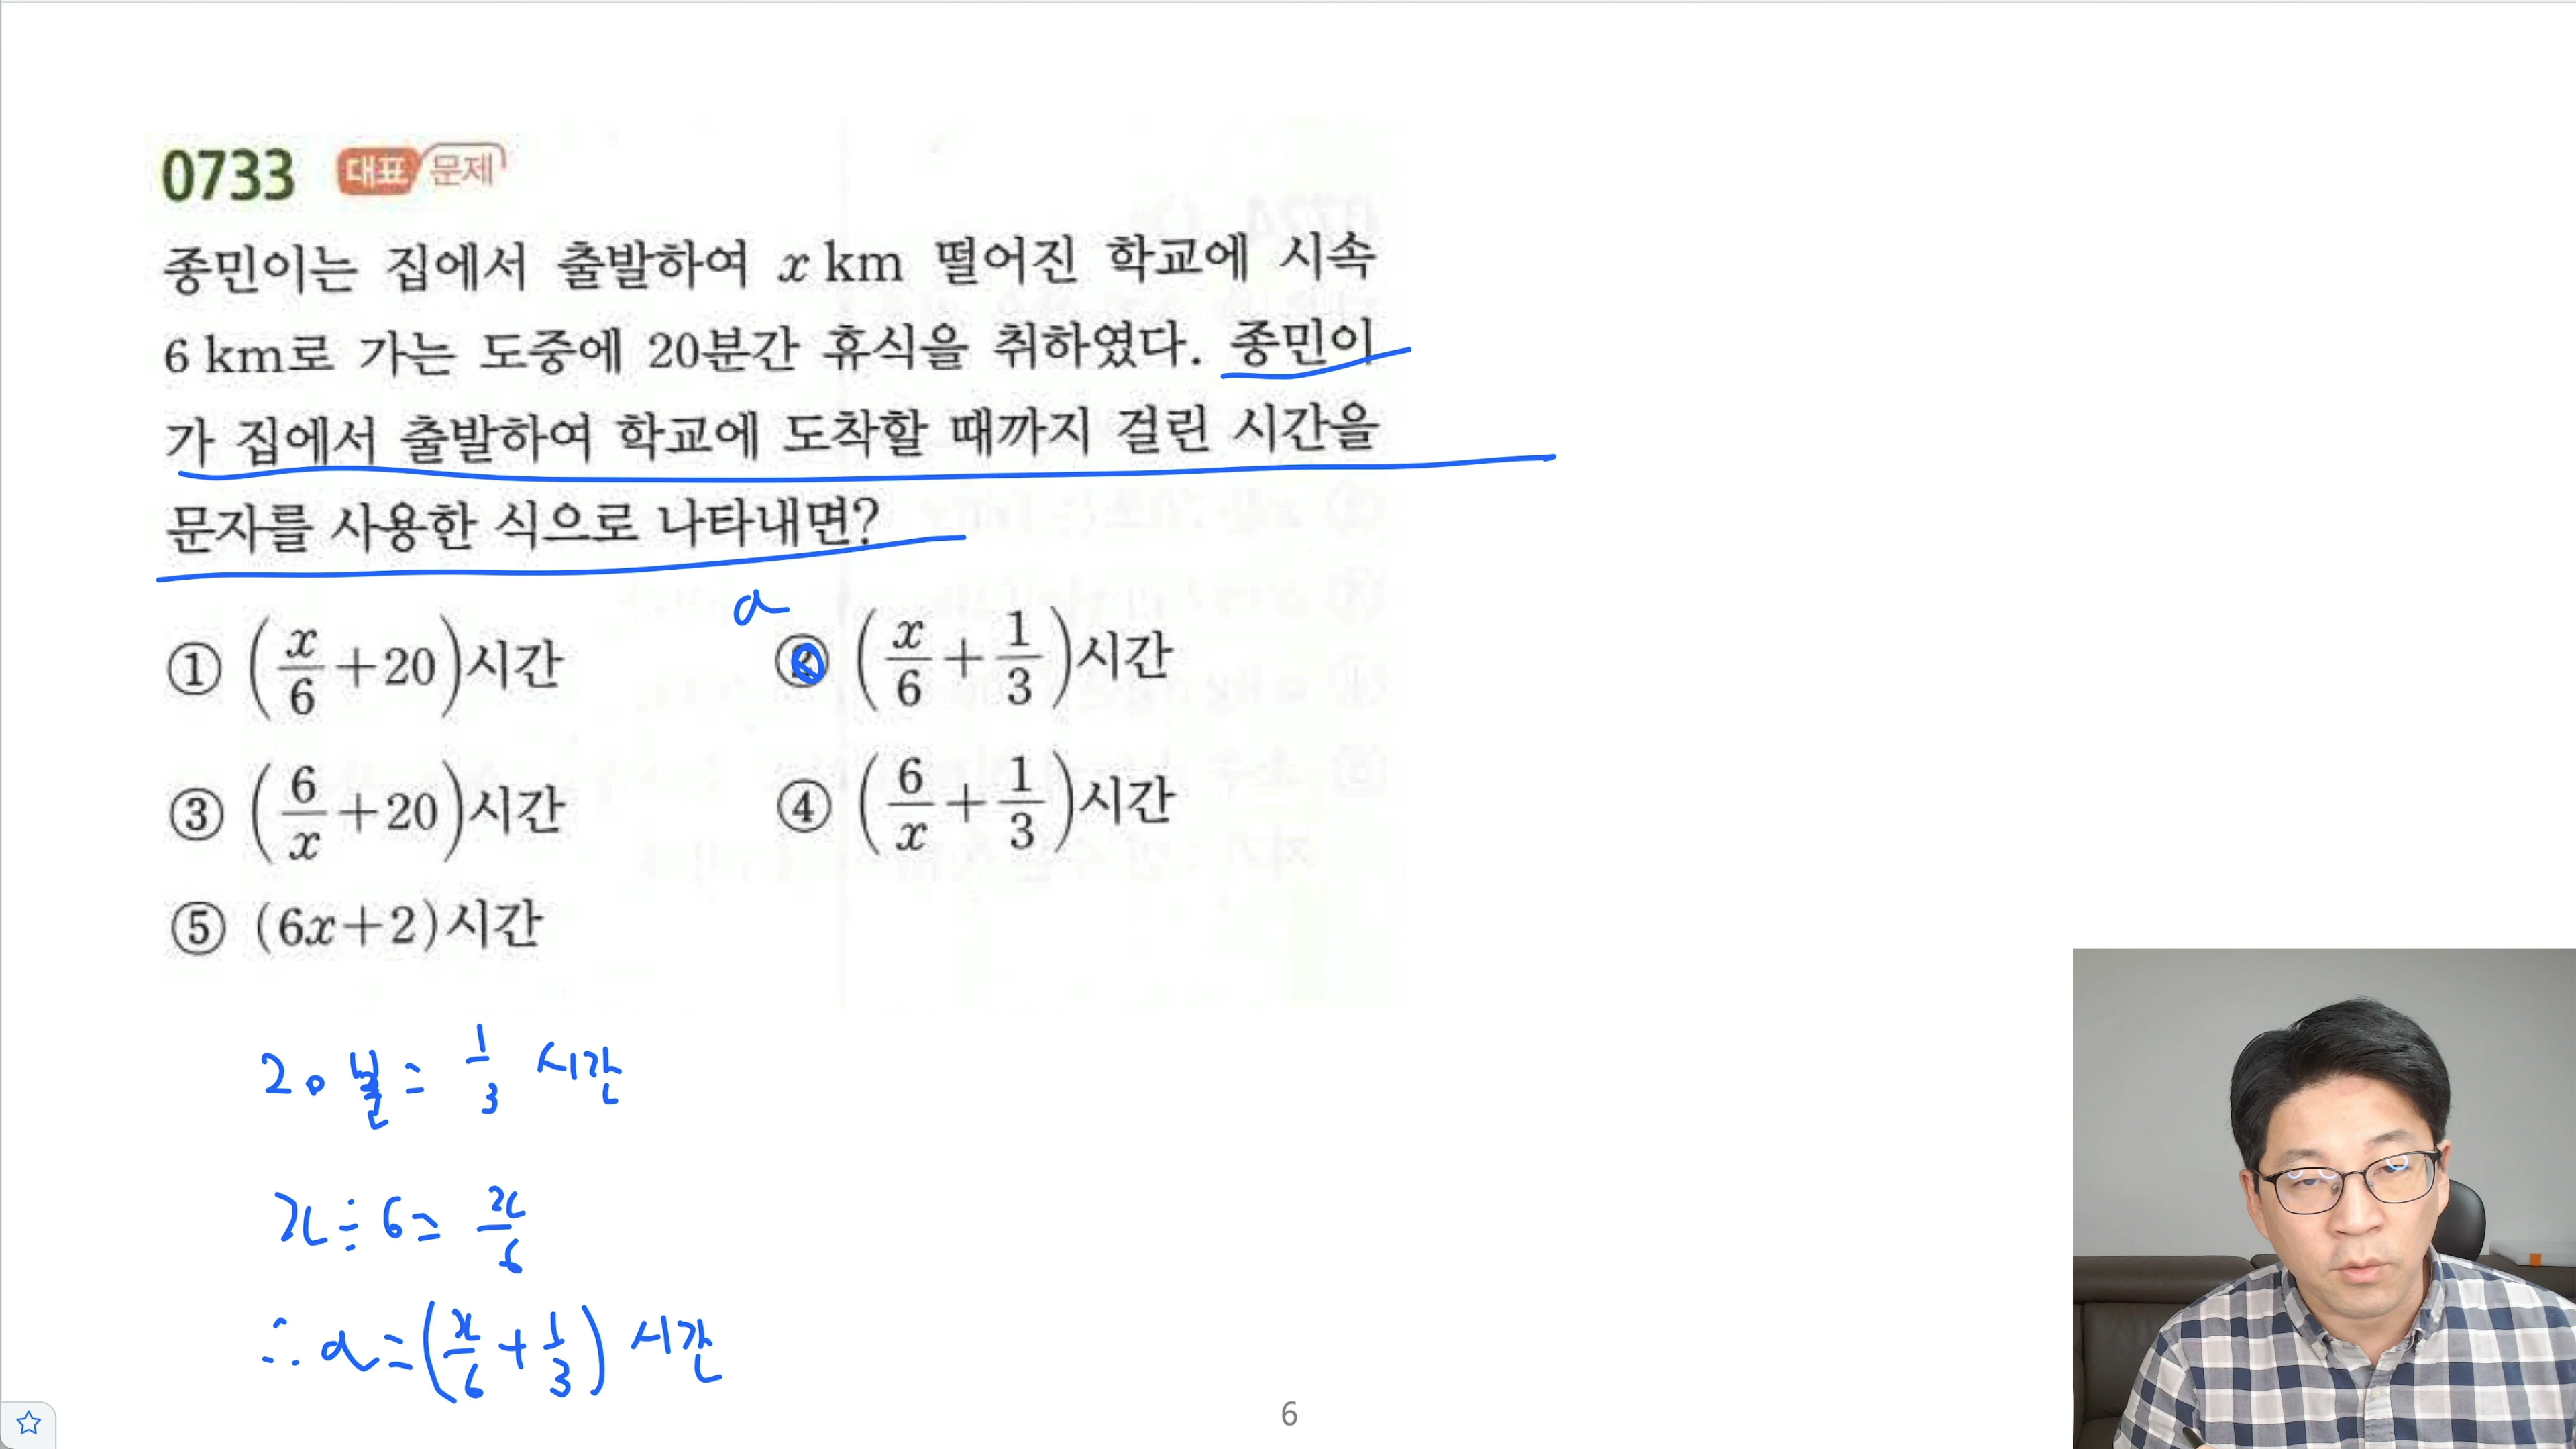 0733 대표 문제
종민이는 집에서 출발하여 x km 떨어진 학교에 시속
6 km로 가는 도중에 20분간 휴식을 취하였다. 종민이
가 집에서 출발하여 학교에 도착할 때까지 걸린 시간을
문자를 사용한 식으로 나타내면?
a
① (x/6+20)시간 ② (x/6+1/3)시간
③ (6/x+20)시간 ④ (6/x+1/3)시간
⑤ (6x+2)시간
20분 = 1/3 시간
x÷6= x/6
∴ a=(x/6+1/3) 시간
6